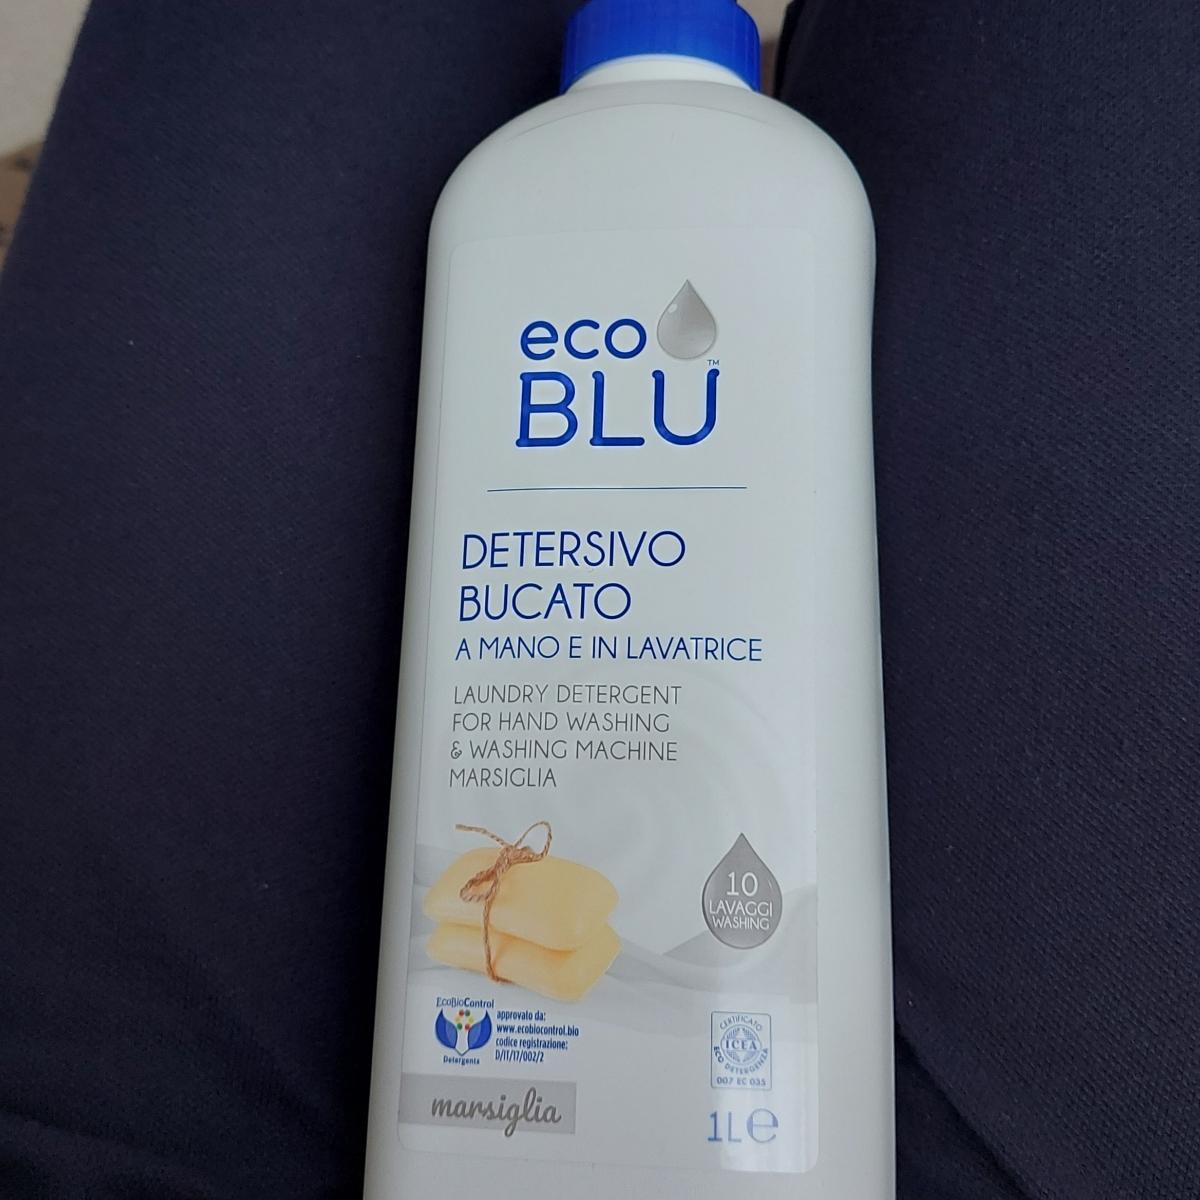 eco
BLU™
DETERSIVO
BUCATO
A MANO E IN LAVATRICE
LAUNDRY DETERGENT
FOR HAND WASHING
& WASHING MACHINE
MARSIGLIA
10
LAVAGGI
WASHING
EcoBioControl
Detergents
approvato da:
www.ecobiocontrol.bio
codice registrazione:
D/IT/17/002/2
CERTIFICATO
ICEA
ECO DETERGENZA
007 EC 035
marsiglia
1L e